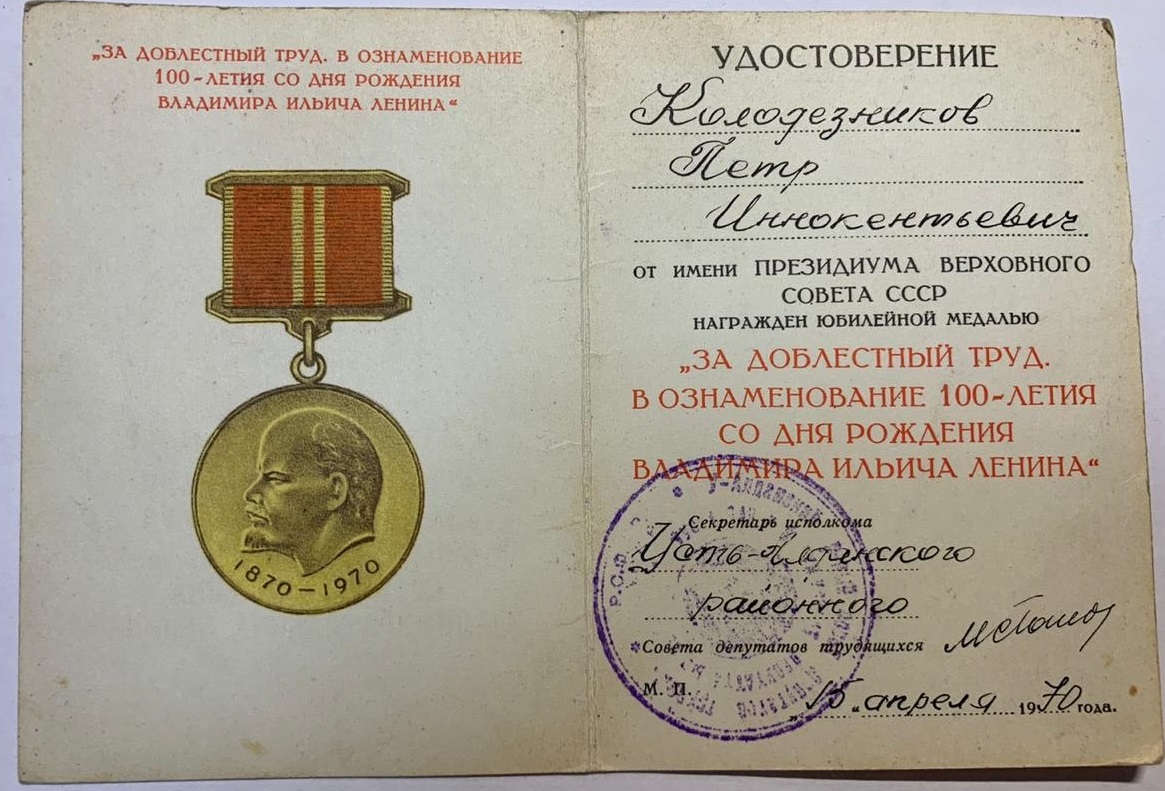 „ЗА ДОБЛЕСТНЫЙ ТРУД. В ОЗНАМЕНОВАНИЕ
100-ЛЕТИЯ СО ДНЯ РОЖДЕНИЯ
ВЛАДИМИРА ИЛЬИЧА ЛЕНИНА“
1870-1970
УДОСТОВЕРЕНИЕ
Колодезников
Петр
Иннокентьевич
ОТ ИМЕНИ ПРЕЗИДИУМА ВЕРХОВНОГО
СОВЕТА СССР
НАГРАЖДЕН ЮБИЛЕЙНОЙ МЕДАЛЬЮ
„ЗА ДОБЛЕСТНЫЙ ТРУД.
В ОЗНАМЕНОВАНИЕ 100-ЛЕТИЯ
СО ДНЯ РОЖДЕНИЯ
ВЛАДИМИРА ИЛЬИЧА ЛЕНИНА“
Секретарь исполкома
Усть-Алданского
районного
Совета депутатов трудящихся
М. П.
„15“ апреля 1970 года.